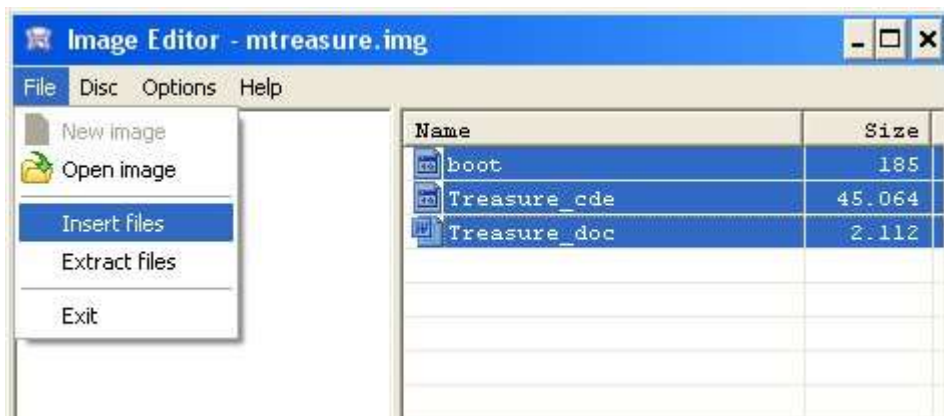 Image Editor - mtreasure.img
File Disc Options Help
New image
Open image
Insert files
Extract files
Exit
Name Size
boot 185
Treasure_cde 45.064
Treasure_doc 2.112